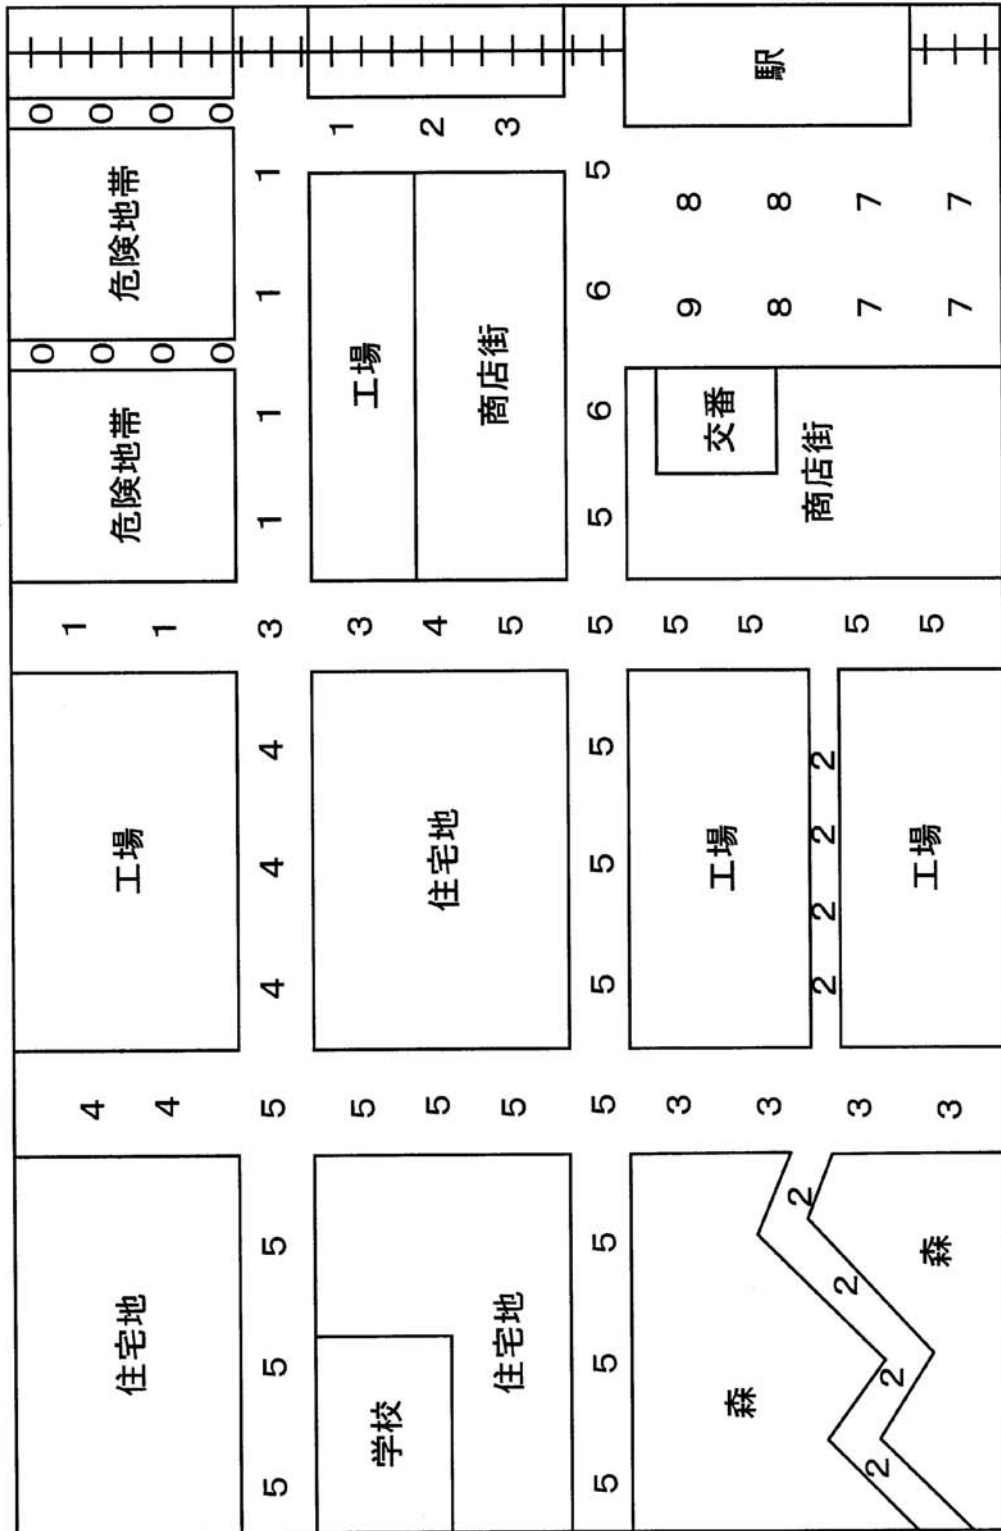 0 0
1
4 0 0
住宅地 工場 危険地帯 危険地帯
4 1 0 0
0 0
5 5 5 5 4 4 4 3 1 1 1 1
5 3 工場 1
学校
5 住宅地 4 2
住宅地 5 5 商店街 3
5 5 5 5 5 5 5 5 5 6 6 5
3 5 9 8
工場 交番
森 5
3 8 8 駅
2 商店街
2 2 2 2
2
3 5 7 7
2 2
森 工場 5
3 7 7